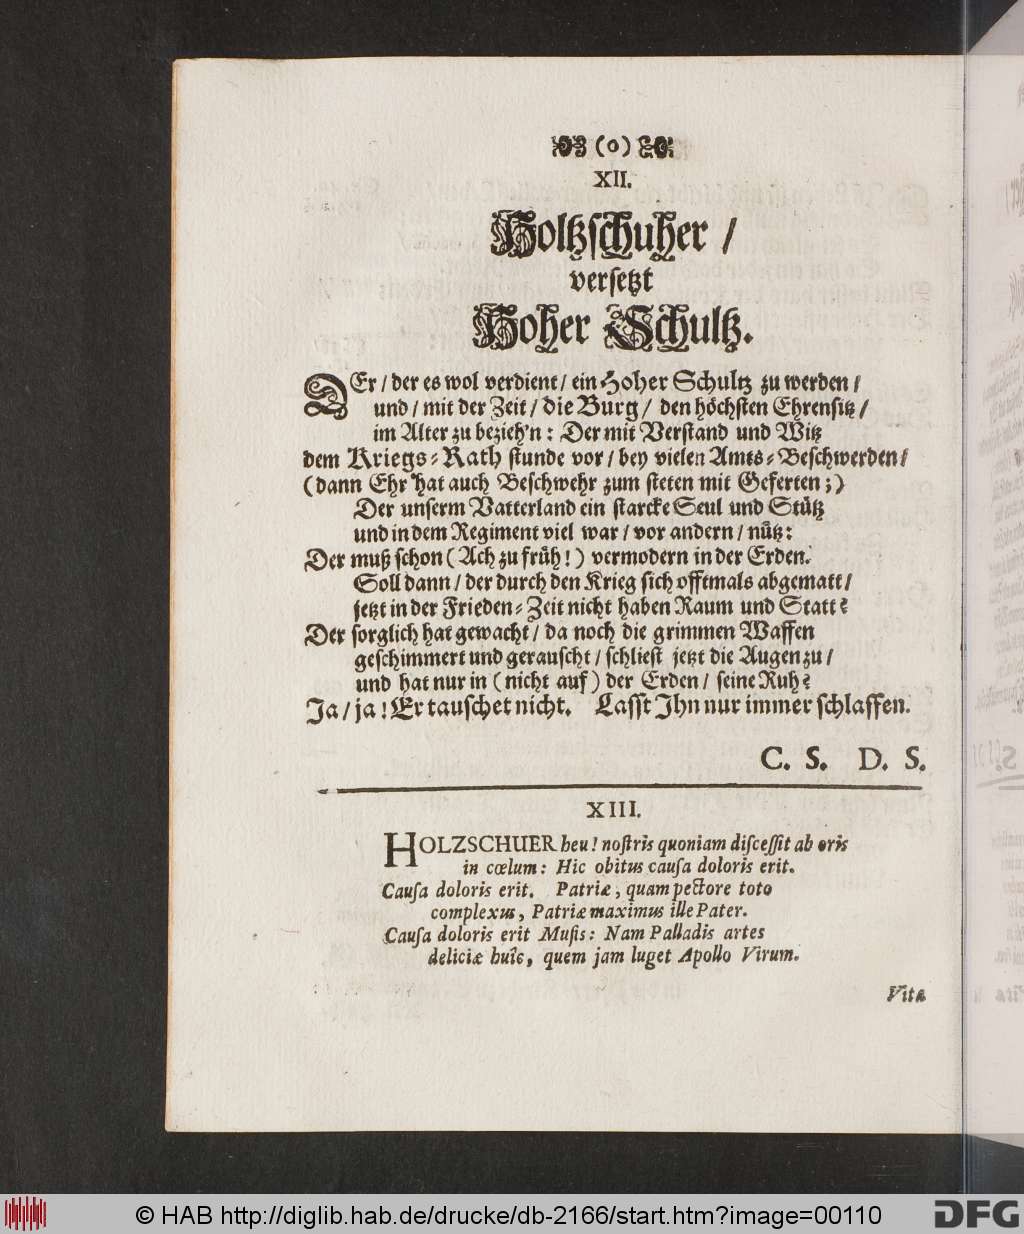 (o)
XII.
Holtzschuher /
versetzt
Hoher Schultz.
DEr / der es wol verdient / ein Hoher Schultz zu werden /
und / mit der Zeit / die Burg / den höchsten Ehrensitz /
im Alter zu bezieh'n: Der mit Verstand und Witz
dem Kriegs-Rath stunde vor / bey vielen Amts-Beschwerden /
(dann Ehr hat auch Beschwehr zum steten mit Geferten;)
Der unserm Vatterland ein starcke Seul und Stütz
und in dem Regiment viel war / vor andern / nütz:
Der muß schon (Ach zu früh!) vermodern in der Erden.
Soll dann / der durch den Krieg sich offtmals abgematt /
jetzt in der Frieden-Zeit nicht haben Raum und Statt?
Der sorglich hat gewacht / da noch die grimmen Waffen
geschimmert und gerauscht / schliest jetzt die Augen zu /
und hat nur in (nicht auf) der Erden / seine Ruh?
Ja / ja! Er tauschet nicht. Lasst Ihn nur immer schlaffen.
C. S. D. S.
XIII.
HOLZSCHUER heu! noſtris quoniam diſceſſit ab oris
in cœlum: Hic obitus cauſa doloris erit.
Cauſa doloris erit. Patriæ, quam pectore toto
complexus, Patriæ maximus ille Pater.
Cauſa doloris erit Muſis: Nam Palladis artes
deliciæ huic, quem jam luget Apollo Virum.
Vita
© HAB http://diglib.hab.de/drucke/db-2166/start.htm?image=00110
DFG